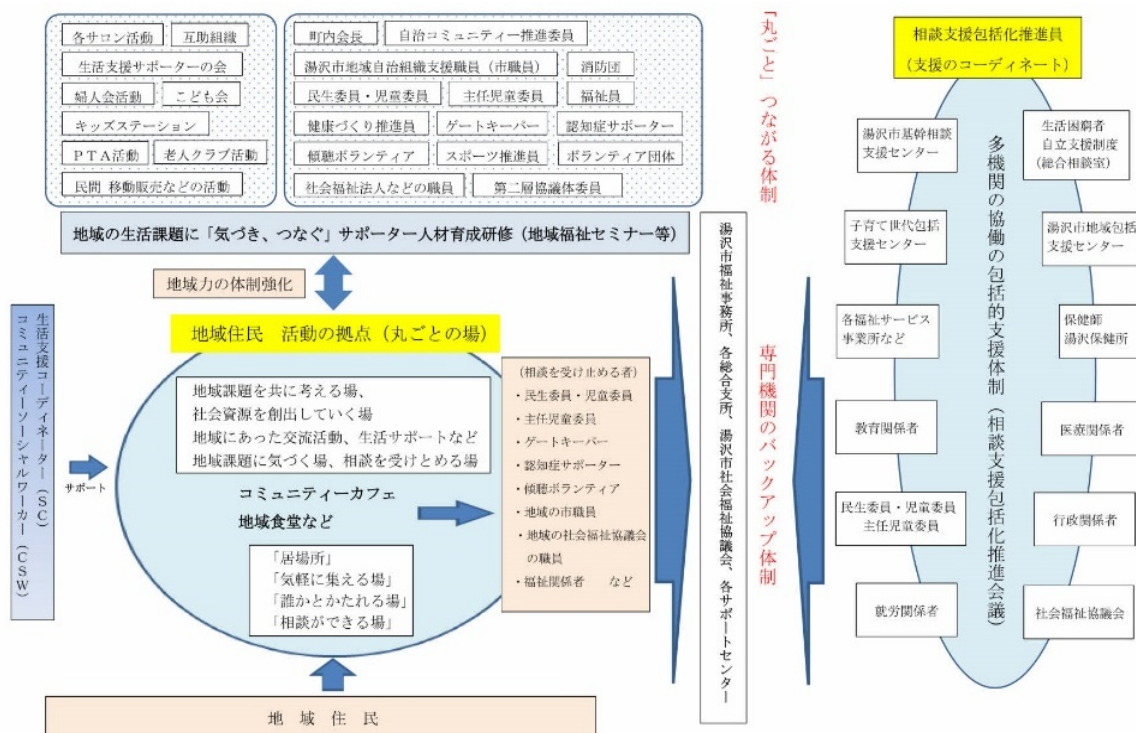 各サロン活動
互助組織
生活支援サポーターの会
婦人会活動
こども会
キッズステーション
PTA活動
老人クラブ活動
民間 移動販売などの活動
町内会長
自治コミュニティー推進委員
湯沢市地域自治組織支援職員（市職員）
消防団
民生委員・児童委員
主任児童委員
福祉員
健康づくり推進員
ゲートキーパー
認知症サポーター
傾聴ボランティア
スポーツ推進員
ボランティア団体
社会福祉法人などの職員
第二層協議体委員
地域の生活課題に「気づき、つなぐ」サポーター人材育成研修（地域福祉セミナー等）
地域力の体制強化
地域住民 活動の拠点（丸ごとの場）
生活支援コーディネーター（SC）
コミュニティーソーシャルワーカー（CSW）
サポート
地域課題を共に考える場、
社会資源を創出していく場
地域にあった交流活動、生活サポートなど
地域課題に気づく場、相談を受けとめる場
コミュニティーカフェ
地域食堂など
「居場所」
「気軽に集える場」
「誰かとかたれる場」
「相談ができる場」
（相談を受け止める者）
・民生委員・児童委員
・主任児童委員
・ゲートキーパー
・認知症サポーター
・傾聴ボランティア
・地域の市職員
・地域の社会福祉協議会
の職員
・福祉関係者 など
地 域 住 民
湯沢市福祉事務所、各総合支所、湯沢市社会福祉協議会、各サポートセンター
「丸ごと」つながる体制
専門機関のバックアップ体制
相談支援包括化推進員
（支援のコーディネート）
多機関の協働の包括的支援体制（相談支援包括化推進会議）
湯沢市基幹相談
支援センター
生活困窮者
自立支援制度
（総合相談室）
子育て世代包括
支援センター
湯沢市地域包括
支援センター
各福祉サービス
事業所など
保健師
湯沢保健所
教育関係者
医療関係者
民生委員・児童委員
主任児童委員
行政関係者
就労関係者
社会福祉協議会